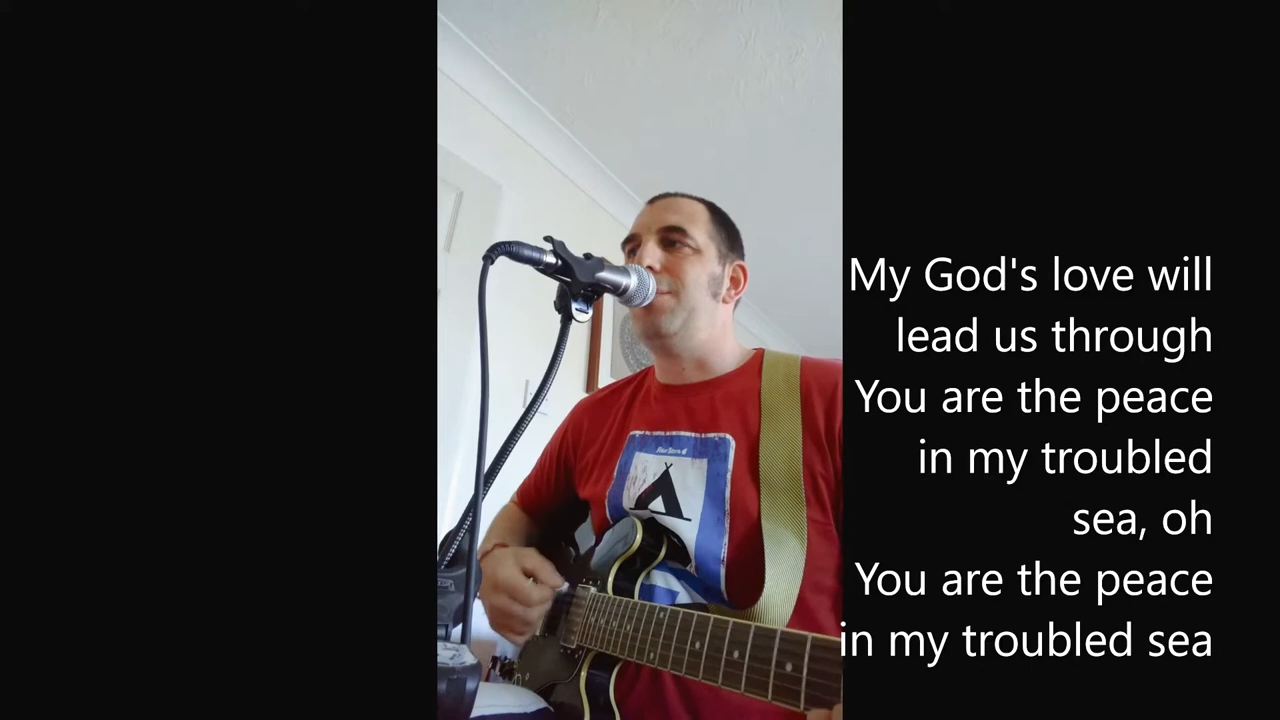 My God's love will
lead us through
You are the peace
in my troubled
sea, oh
You are the peace
in my troubled sea